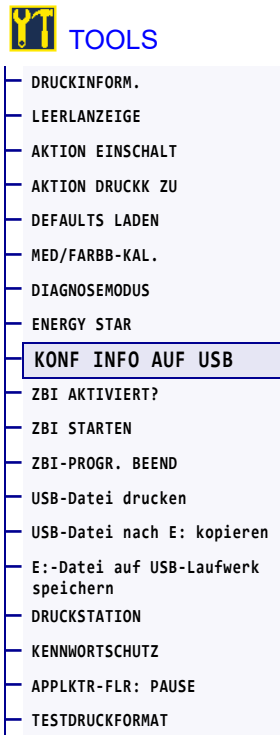 TOOLS
DRUCKINFORM.
LEERLANZEIGE
AKTION EINSCHALT
AKTION DRUCKK ZU
DEFAULTS LADEN
MED/FARBB-KAL.
DIAGNOSEMODUS
ENERGY STAR
KONF INFO AUF USB
ZBI AKTIVIERT?
ZBI STARTEN
ZBI-PROGR. BEEND
USB-Datei drucken
USB-Datei nach E: kopieren
E:-Datei auf USB-Laufwerk
speichern
DRUCKSTATION
KENNWORTSCHUTZ
APPLKTR-FLR: PAUSE
TESTDRUCKFORMAT